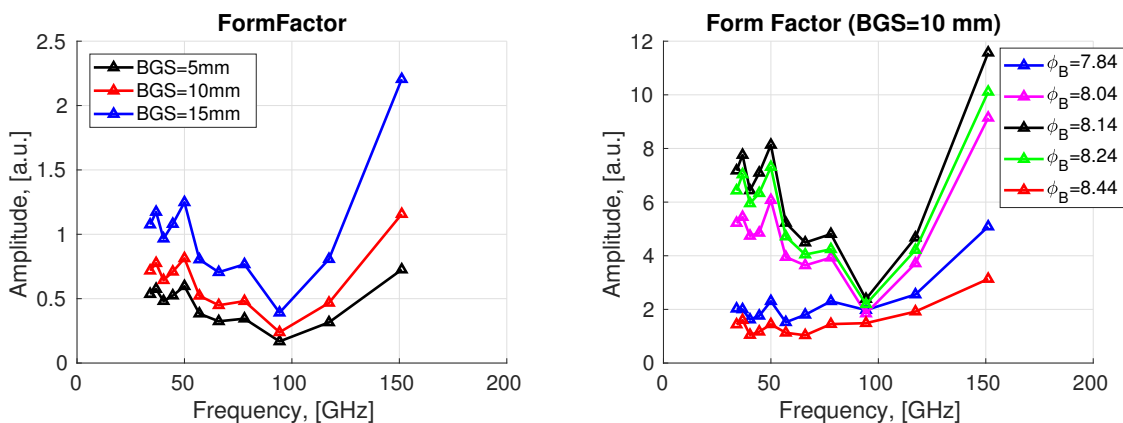 FormFactor
2.5
2
1.5
1
0.5
0
0
50
100
150
200
Amplitude, [a.u.]
Frequency, [GHz]
BGS=5mm
BGS=10mm
BGS=15mm
Form Factor (BGS=10 mm)
12
10
8
6
4
2
0
0
50
100
150
200
Amplitude, [a.u.]
Frequency, [GHz]
ϕB=7.84
ϕB=8.04
ϕB=8.14
ϕB=8.24
ϕB=8.44